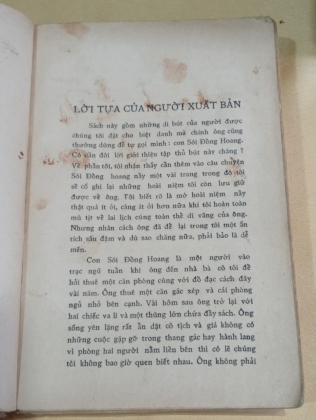 LỜI TỰA CỦA NGƯỜI XUẤT BẢN
Sách này gồm những di bút của người được
chúng tôi đặt cho biệt danh mà chính ông cũng
thường dùng để tự gọi mình : con Sói Đồng Hoang.
Có cần đôi lời giới thiệu tập thủ bút này chăng ?
Về phần tôi, tôi nhận thấy cần thêm vào câu chuyện
Sói Đồng hoang này một vài trang trong đó tôi
sẽ cố ghi lại những hoài niệm tôi còn lưu giữ
được về ông. Tôi biết rõ là mớ hoài niệm này
thật quá ít ỏi, càng ít ỏi hơn nữa khi tôi hoàn toàn
mù tịt về lai lịch cùng toàn thể dĩ vãng của ông.
Nhưng nhân cách ông đã để lại trong tôi một ấn
tích sâu đậm và dù sao chăng nữa, phải bảo là dễ
mến.
Con Sói Đồng Hoang là một người vào
trạc ngũ tuần khi ông đến nhà bà cô tôi để
hỏi thuê một căn phòng cùng với đồ đạc cách đây
vài năm. Ông thuê một căn gác xép và cái phòng
ngủ nhỏ bên cạnh. Vài hôm sau ông trở lại với
hai chiếc va li và một thùng lớn chứa đầy sách. Ông
sống yên lặng rất ẩn dật cô tịch và giả không có
những cuộc gặp gỡ trong thang gác hay hành lang
vì phòng hai người nằm liền bên thì có lẽ chúng
tôi không bao giờ quen biết nhau. Ông không phải